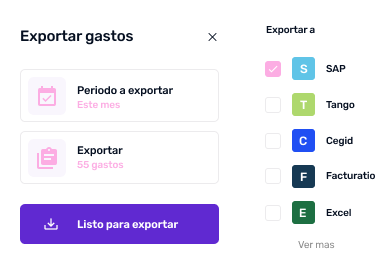 Exportar gastos
Periodo a exportar
Este mes
Exportar
55 gastos
Listo para exportar
Exportar a
S SAP
T Tango
C Cegid
F Facturatio
E Excel
Ver mas